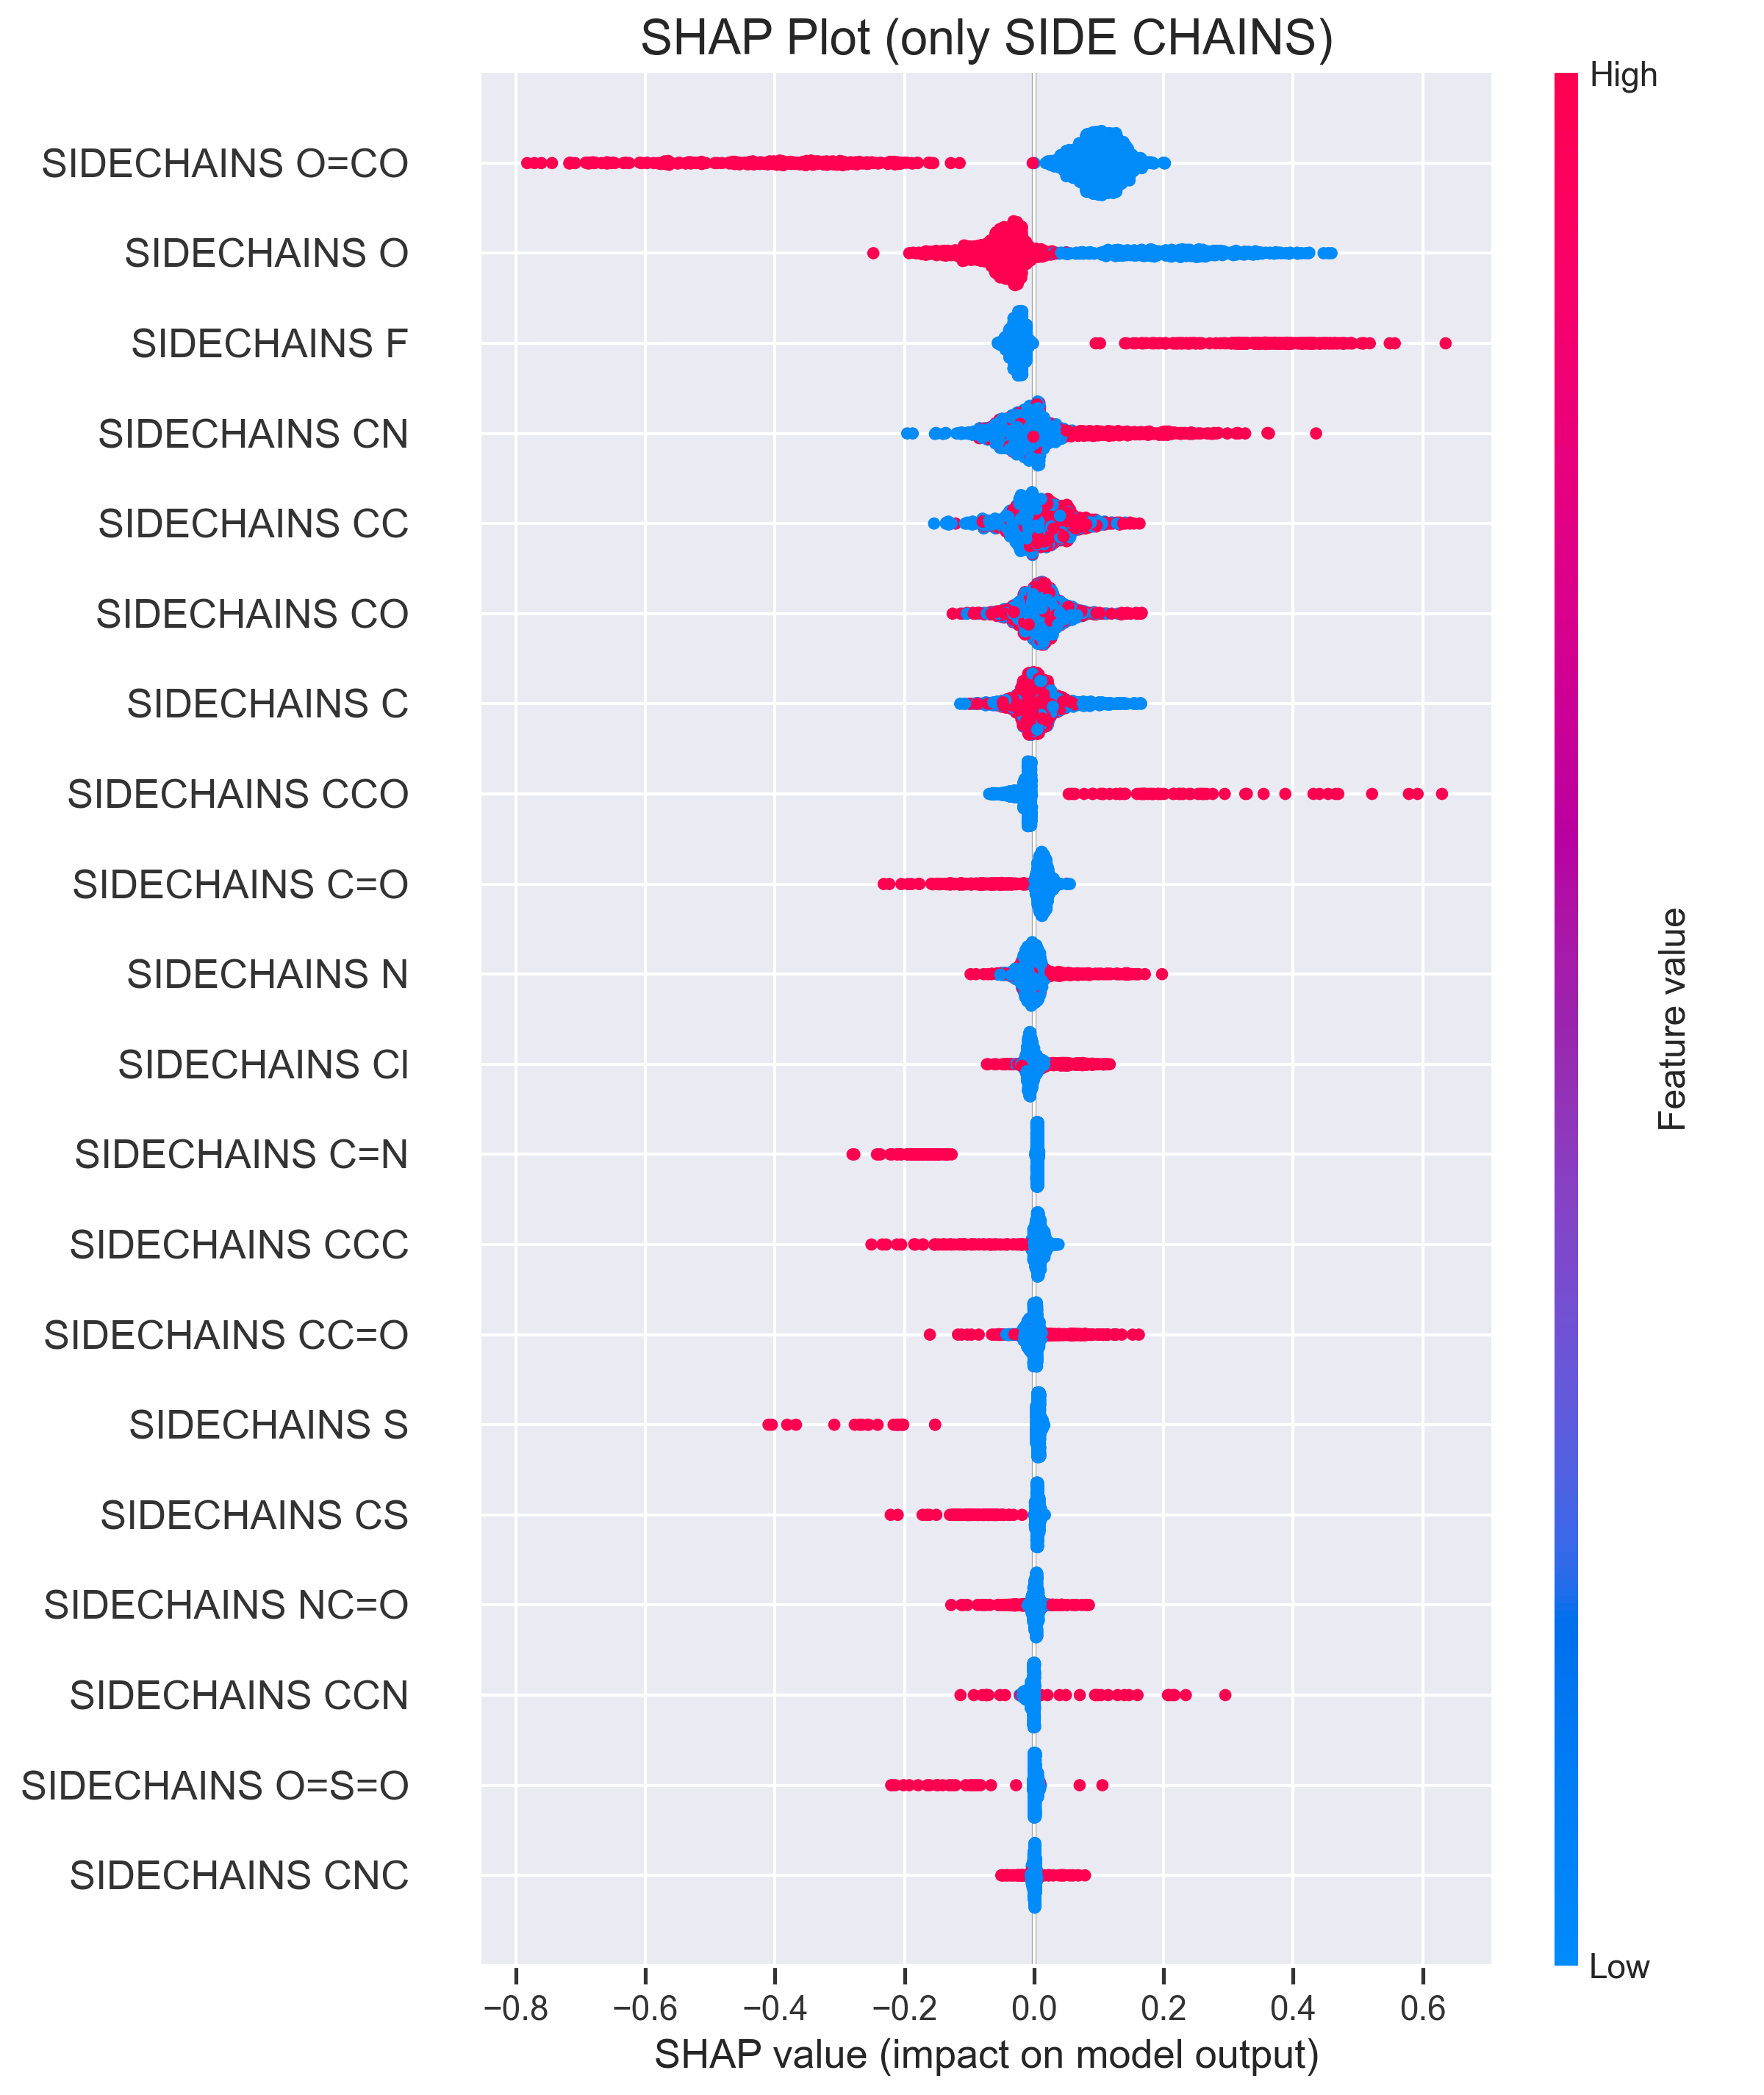 SHAP Plot (only SIDE CHAINS)
High
SIDECHAINS O=CO
SIDECHAINS O
SIDECHAINS F
SIDECHAINS CN
SIDECHAINS CC
SIDECHAINS CO
SIDECHAINS C
SIDECHAINS CCO
SIDECHAINS C=O
SIDECHAINS N
SIDECHAINS Cl
SIDECHAINS C=N
SIDECHAINS CCC
SIDECHAINS CC=O
SIDECHAINS S
SIDECHAINS CS
SIDECHAINS NC=O
SIDECHAINS CCN
SIDECHAINS O=S=O
SIDECHAINS CNC
Feature value
Low
−0.8 −0.6 −0.4 −0.2 0.0 0.2 0.4 0.6
SHAP value (impact on model output)